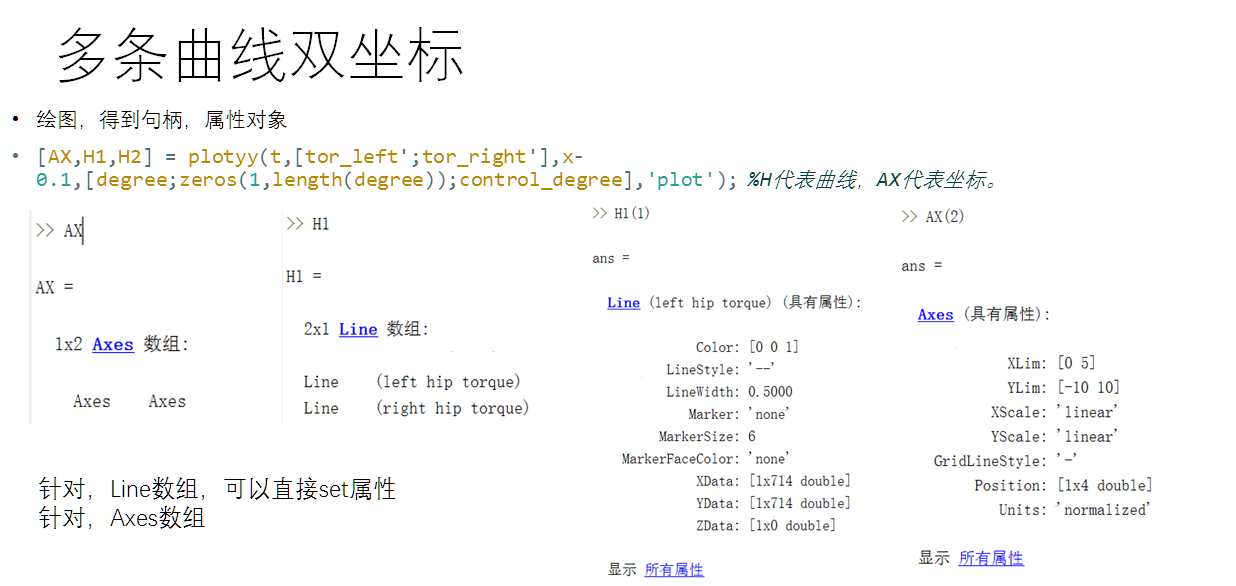 多条曲线双坐标
• 绘图，得到句柄，属性对象
• [AX,H1,H2] = plotyy(t,[tor_left';tor_right'],x-
0.1,[degree;zeros(1,length(degree));control_degree],'plot'); %H代表曲线，AX代表坐标。
>> AX
AX =
1x2 Axes 数组:
Axes Axes
>> H1
H1 =
2x1 Line 数组:
Line (left hip torque)
Line (right hip torque)
>> H1(1)
ans =
Line (left hip torque) (具有属性):
Color: [0 0 1]
LineStyle: '--'
LineWidth: 0.5000
Marker: 'none'
MarkerSize: 6
MarkerFaceColor: 'none'
XData: [1x714 double]
YData: [1x714 double]
ZData: [1x0 double]
显示 所有属性
>> AX(2)
ans =
Axes (具有属性):
XLim: [0 5]
YLim: [-10 10]
XScale: 'linear'
YScale: 'linear'
GridLineStyle: '-'
Position: [1x4 double]
Units: 'normalized'
显示 所有属性
针对，Line数组，可以直接set属性
针对，Axes数组